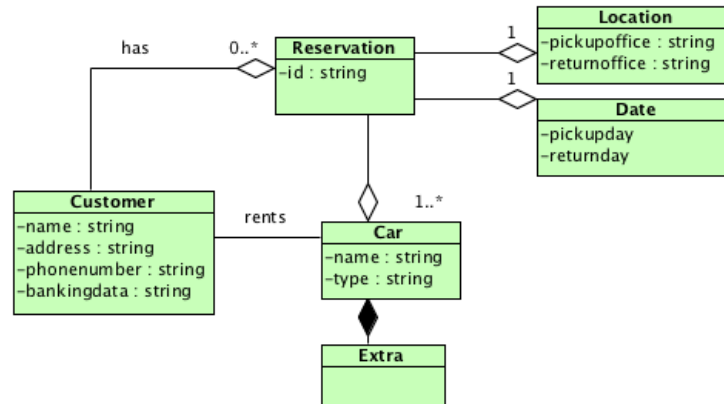 Location
-pickupoffice : string
-returnoffice : string
1
has
0..*
Reservation
-id : string
1
Date
-pickupday
-returnday
Customer
-name : string
-address : string
-phonenumber : string
-bankingdata : string
rents
1..*
Car
-name : string
-type : string
Extra